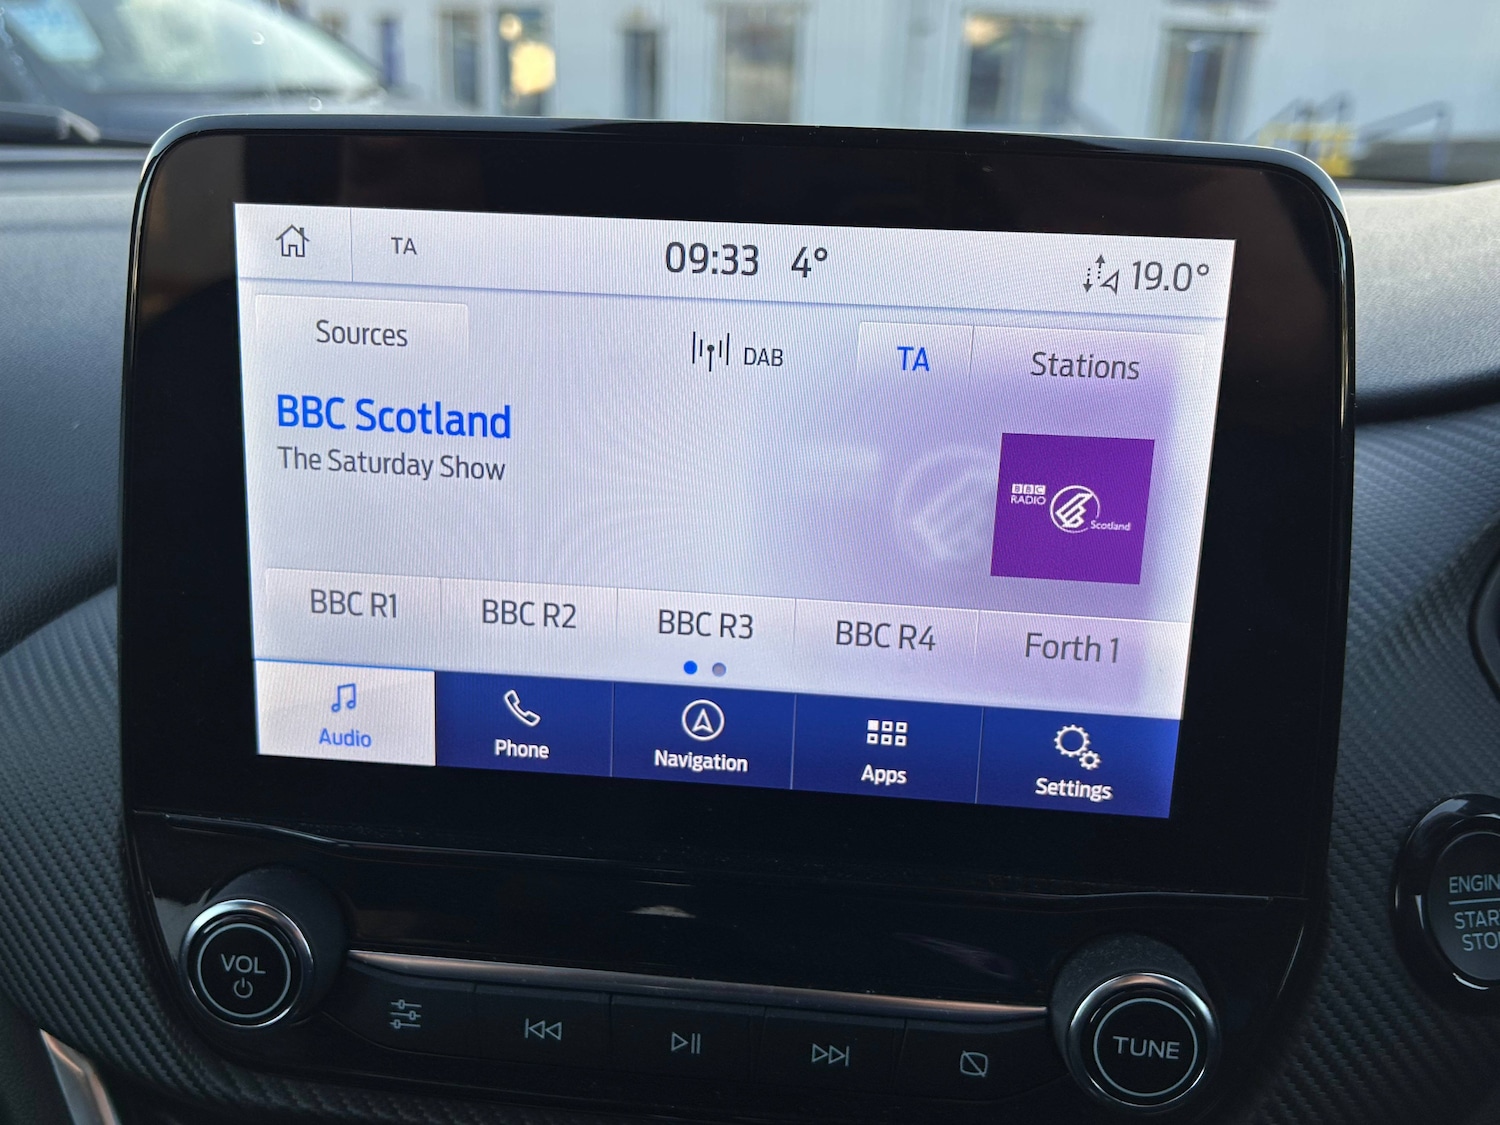 TA 09:33 4° 19.0°
Sources DAB TA Stations
BBC Scotland
The Saturday Show
BBC
RADIO
Scotland
BBC R1 BBC R2 BBC R3 BBC R4 Forth 1
Audio Phone Navigation Apps Settings
VOL
TUNE
ENGIN
STAR
STO